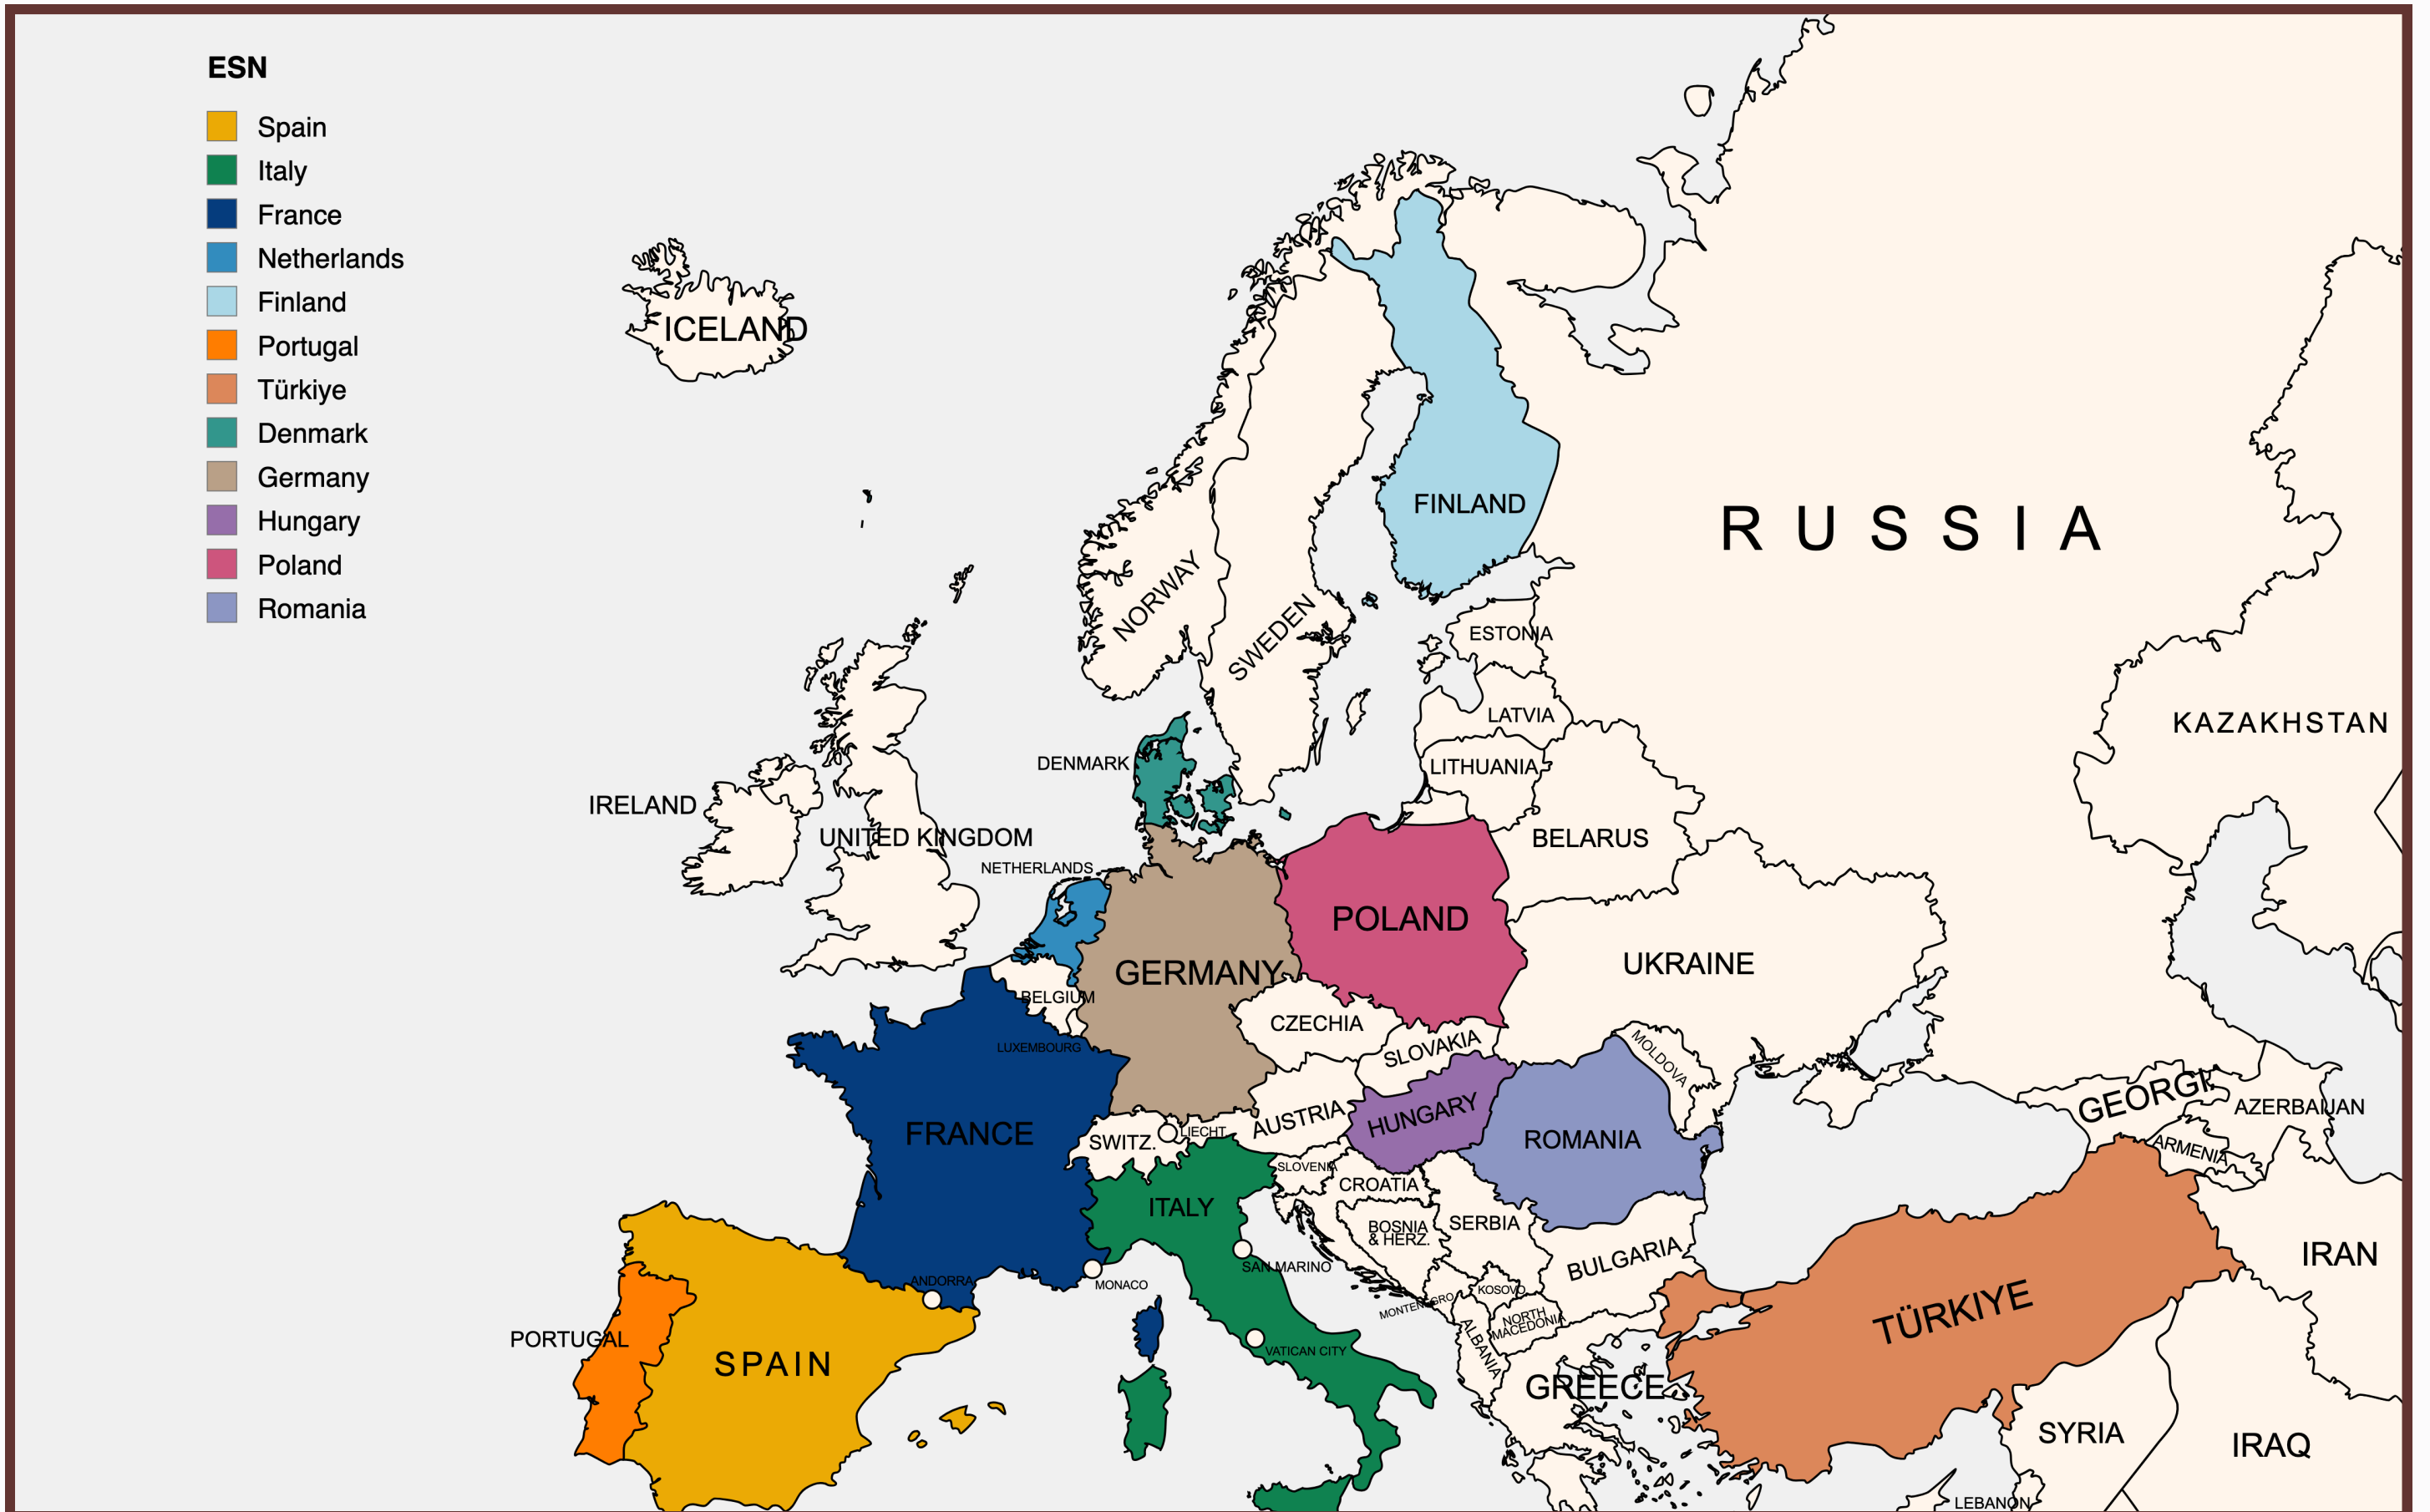 ESN
Spain
Italy
France
Netherlands
Finland
Portugal
Türkiye
Denmark
Germany
Hungary
Poland
Romania
ICELAND
FINLAND
RUSSIA
NORWAY
SWEDEN
ESTONIA
LATVIA
KAZAKHSTAN
DENMARK
LITHUANIA
IRELAND
UNITED KINGDOM
BELARUS
NETHERLANDS
POLAND
UKRAINE
GERMANY
BELGIUM
CZECHIA
LUXEMBOURG
SLOVAKIA
MOLDOVA
GEORGI
AZERBAIJAN
FRANCE
SWITZ.
LIECHT
AUSTRIA
HUNGARY
ROMANIA
ARMENIA
SLOVENIA
CROATIA
ITALY
BOSNIA
& HERZ.
SERBIA
BULGARIA
IRAN
SAN MARINO
ANDORRA
MONACO
MONTENEGRO
KOSOVO
NORTH
MACEDONIA
TÜRKIYE
PORTUGAL
SPAIN
VATICAN CITY
ALBANIA
GREECE
SYRIA
IRAQ
LEBANON